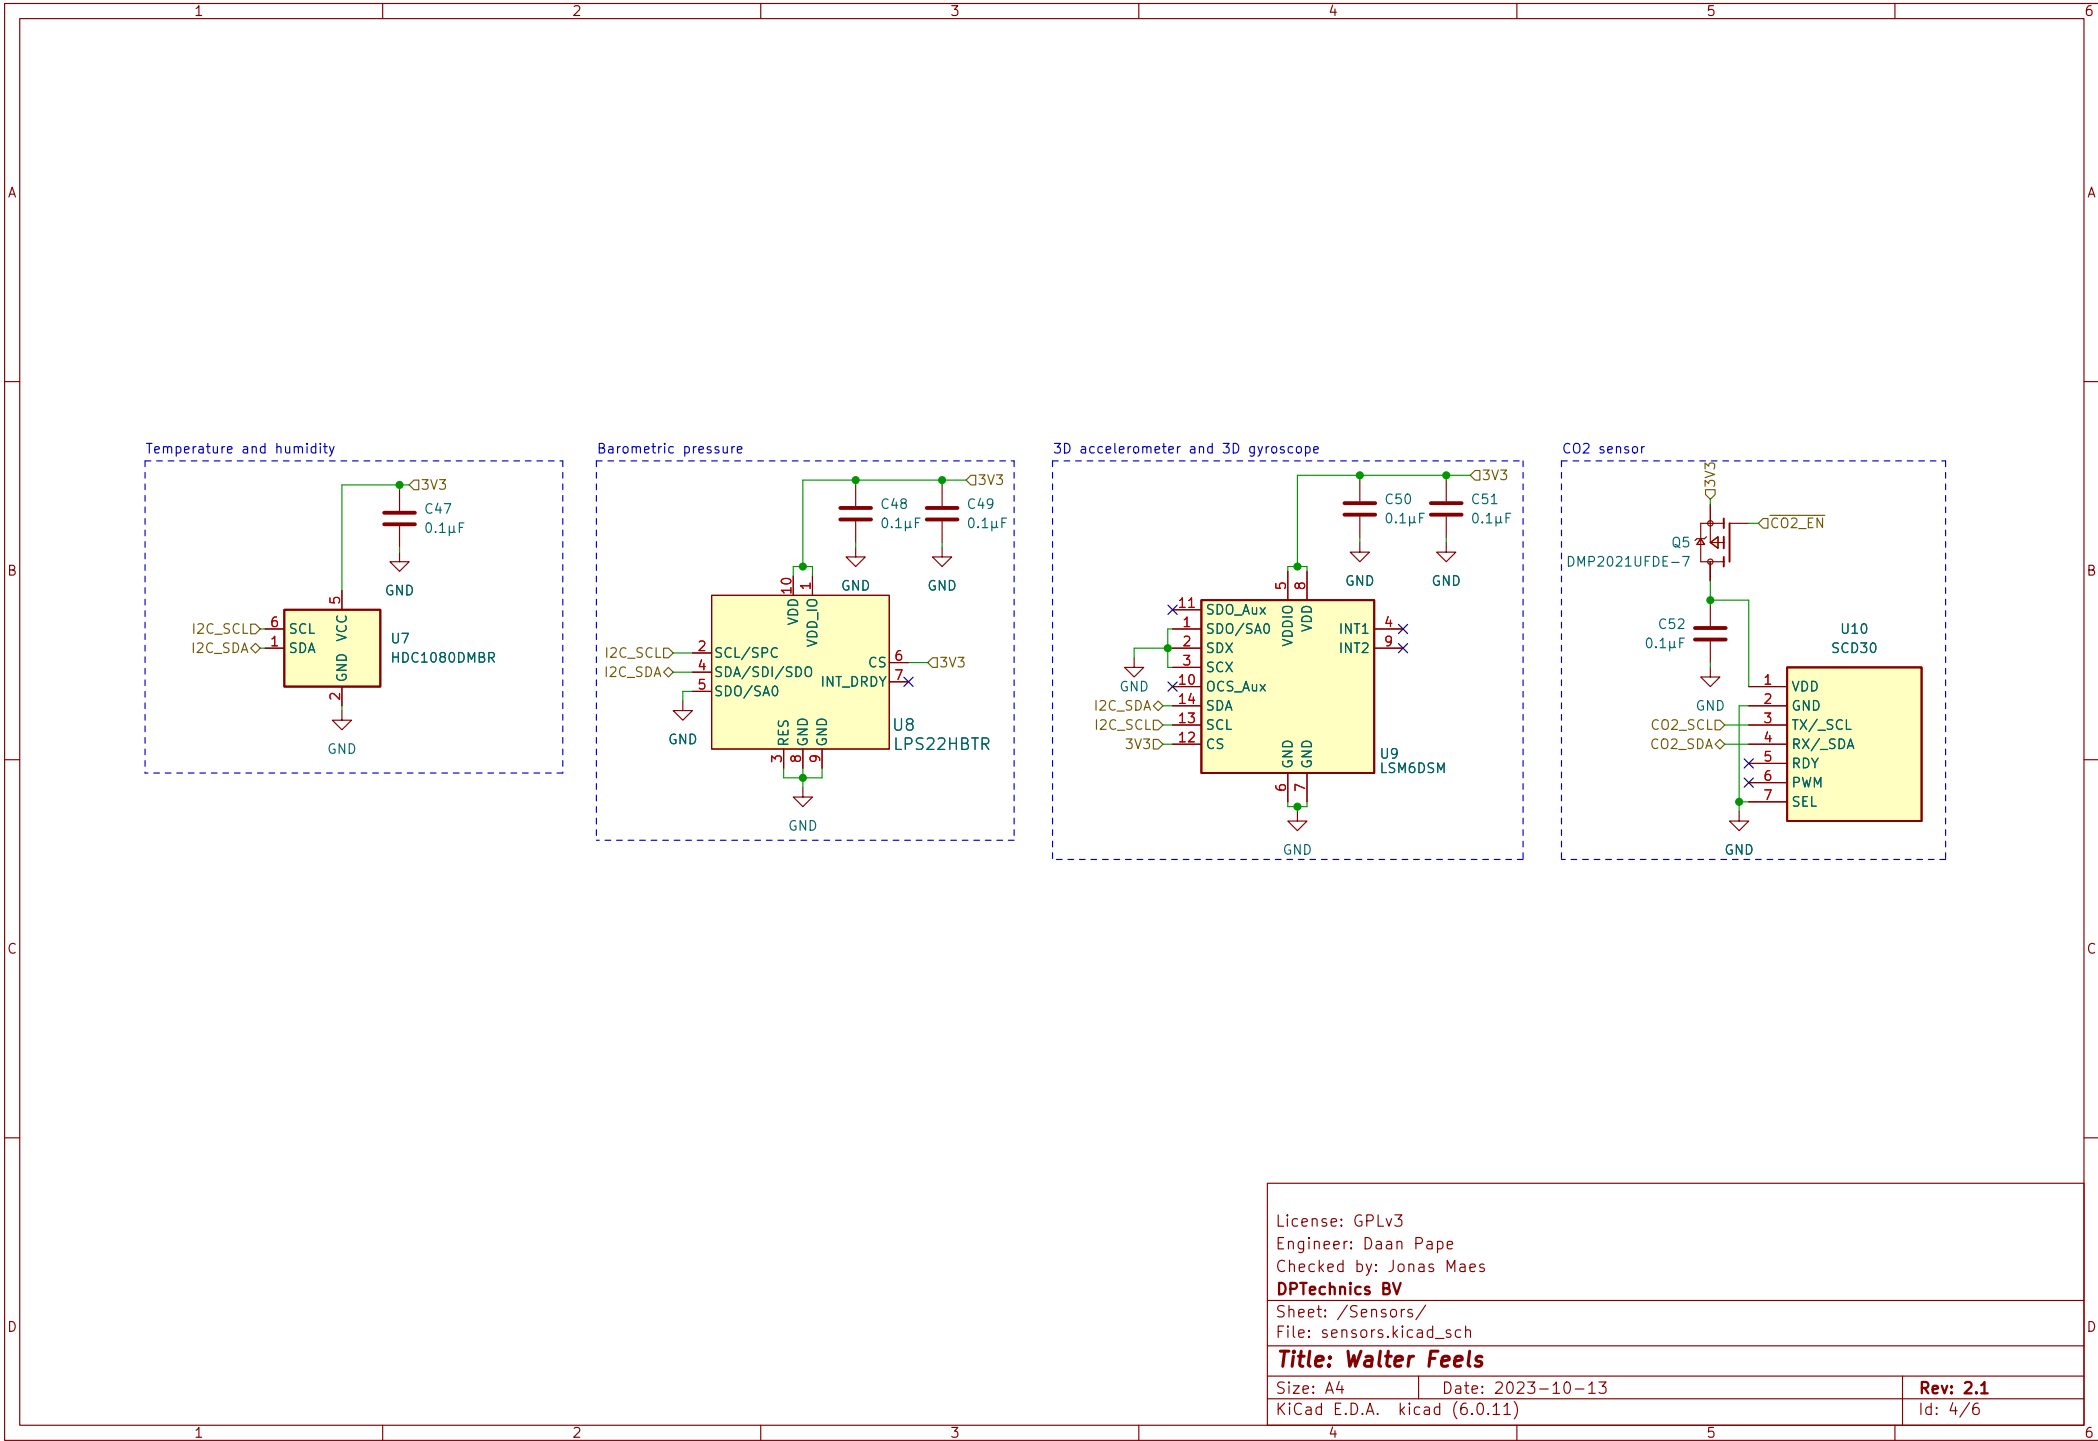 1 2 3 4 5 6
A A
B B
C C
D D
Temperature and humidity
3V3
C47
0.1µF
GND
I2C_SCL
I2C_SDA
6 SCL
1 SDA
5 VCC
2 GND
U7
HDC1080DMBR
GND
Barometric pressure
3V3
C48
0.1µF
C49
0.1µF
GND
GND
10 VDD
1 VDD_IO
I2C_SCL 2 SCL/SPC
I2C_SDA 4 SDA/SDI/SDO
5 SDO/SA0
GND
CS 6 3V3
INT_DRDY 7
RES 3
GND 8
GND 9
U8
LPS22HBTR
GND
3D accelerometer and 3D gyroscope
3V3
C50
0.1µF
C51
0.1µF
GND
GND
5 VDDIO
8 VDD
11 SDO_Aux
1 SDO/SA0
2 SDX
3 SCX
GND
10 OCS_Aux
I2C_SDA 14 SDA
I2C_SCL 13 SCL
3V3 12 CS
INT1 4
INT2 9
GND 6
GND 7
U9
LSM6DSM
GND
CO2 sensor
3V3
CO2_EN
Q5
DMP2021UFDE-7
C52
0.1µF
GND
U10
SCD30
1 VDD
2 GND
CO2_SCL 3 TX/_SCL
CO2_SDA 4 RX/_SDA
5 RDY
6 PWM
7 SEL
GND
License: GPLv3
Engineer: Daan Pape
Checked by: Jonas Maes
DPTechnics BV
Sheet: /Sensors/
File: sensors.kicad_sch
Title: Walter Feels
Size: A4 Date: 2023-10-13 Rev: 2.1
KiCad E.D.A. kicad (6.0.11) Id: 4/6
1 2 3 4 5 6